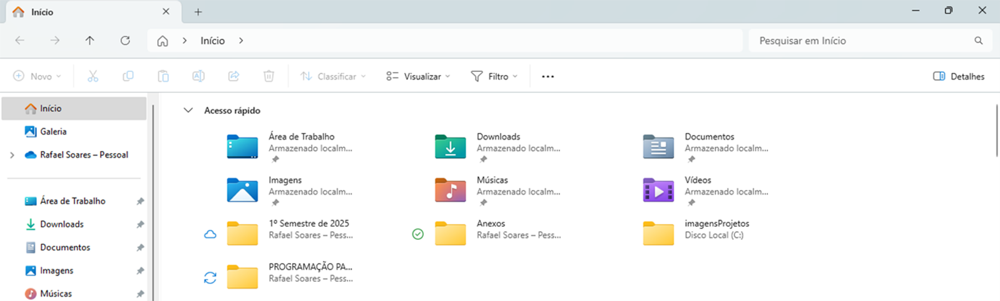 Início
Início
Pesquisar em Início
Novo
Classificar
Visualizar
Filtro
Detalhes
Início
Galeria
Rafael Soares – Pessoal
Área de Trabalho
Downloads
Documentos
Imagens
Músicas
Acesso rápido
Área de Trabalho
Armazenado localm...
Downloads
Armazenado localm...
Documentos
Armazenado localm...
Imagens
Armazenado localm...
Músicas
Armazenado localm...
Vídeos
Armazenado localm...
1º Semestre de 2025
Rafael Soares – Pess...
Anexos
Rafael Soares – Pess...
imagensProjetos
Disco Local (C:)
PROGRAMAÇÃO PA...
Rafael Soares – Pess...